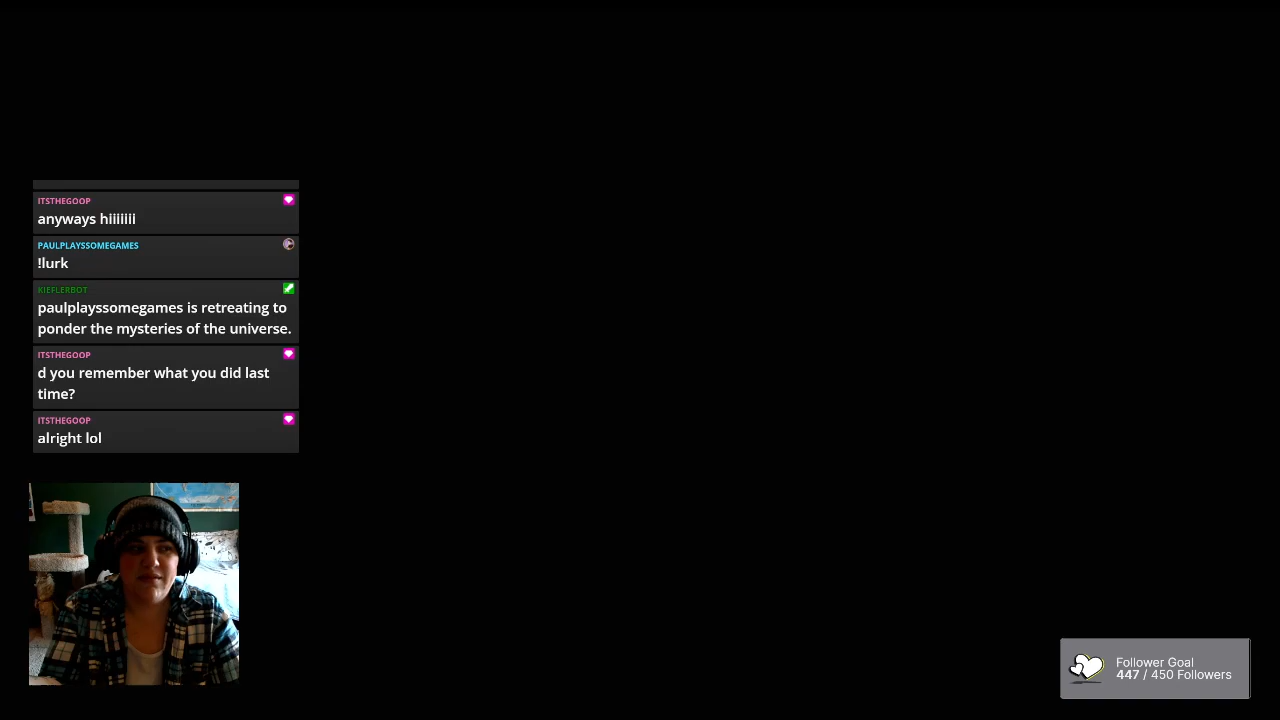 ITSTHEGOOP
anyways hiiiiiii
PAULPLAYSSOMEGAMES
!lurk
KIEFLERBOT
paulplayssomegames is retreating to
ponder the mysteries of the universe.
ITSTHEGOOP
d you remember what you did last
time?
ITSTHEGOOP
alright lol
Follower Goal
447 / 450 Followers